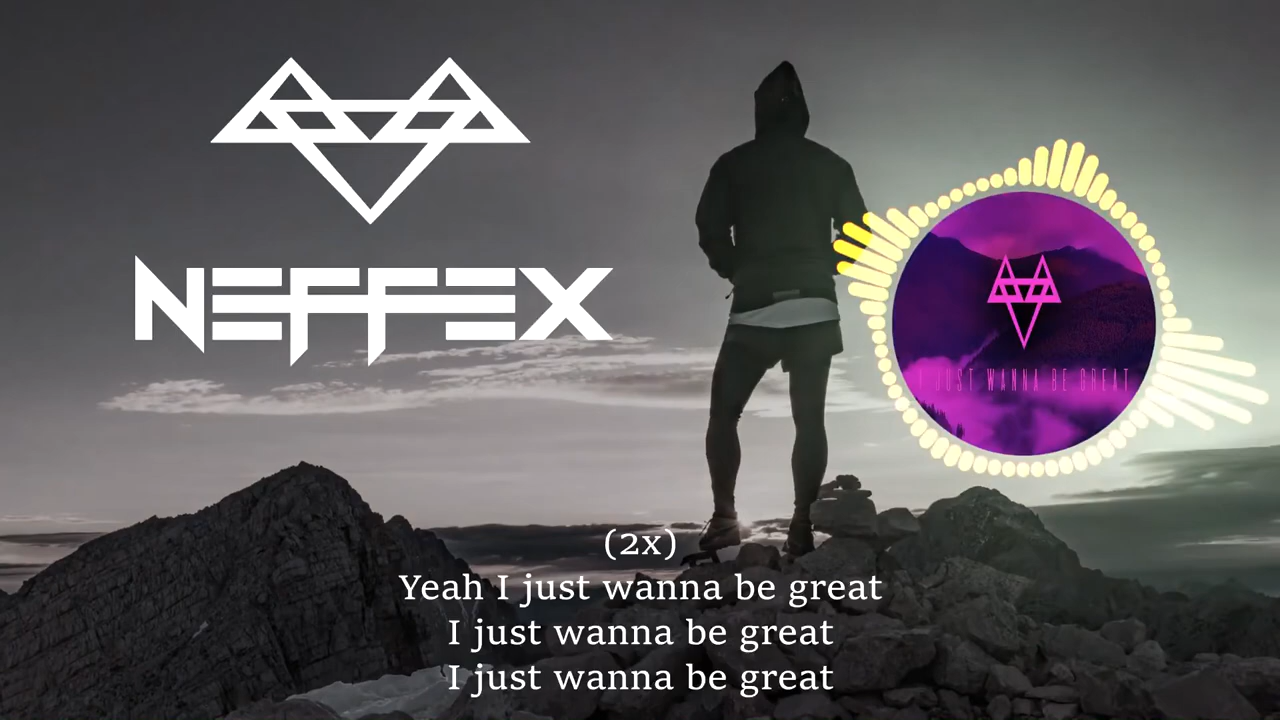 NEFFEX
I JUST WANNA BE GREAT
(2x)
Yeah I just wanna be great
I just wanna be great
I just wanna be great